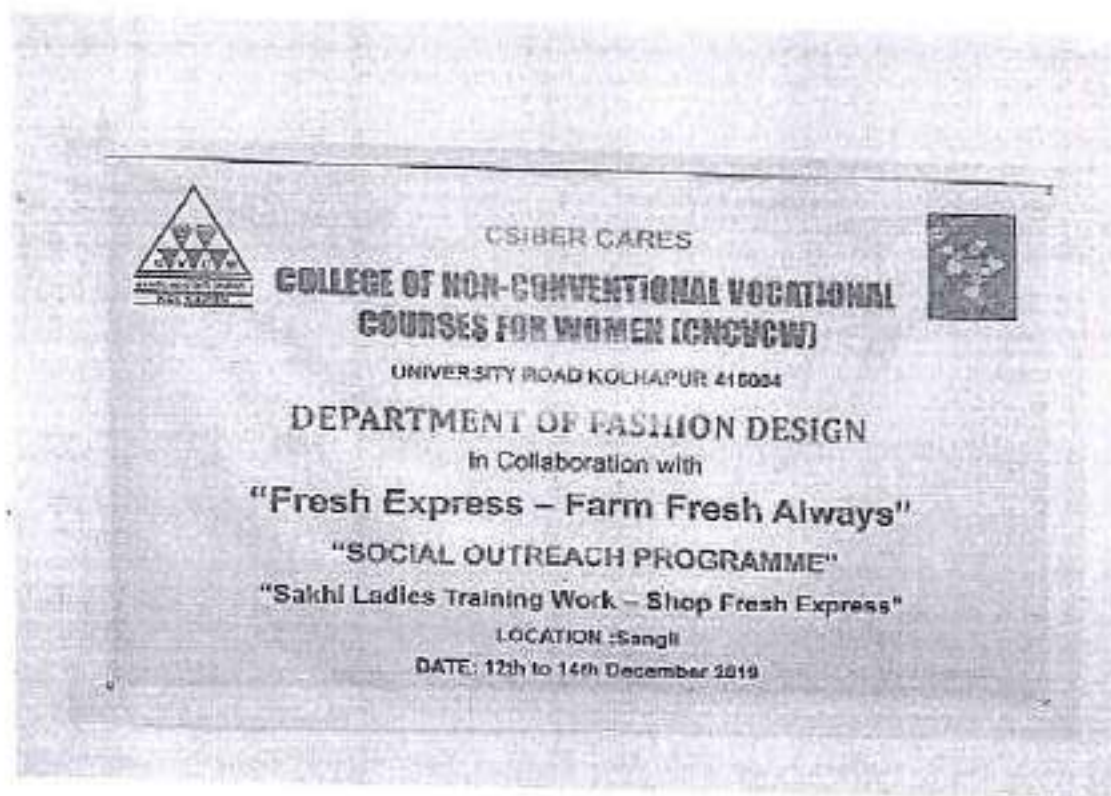 CSIBER CARES
COLLEGE OF NON-CONVENTIONAL VOCATIONAL
COURSES FOR WOMEN (CNCVCW)
UNIVERSITY ROAD KOLHAPUR 416004
DEPARTMENT OF FASHION DESIGN
In Collaboration with
“Fresh Express – Farm Fresh Always”
“SOCIAL OUTREACH PROGRAMME”
“Sakhi Ladies Training Work – Shop Fresh Express”
LOCATION :Sangli
DATE: 12th to 14th December 2019